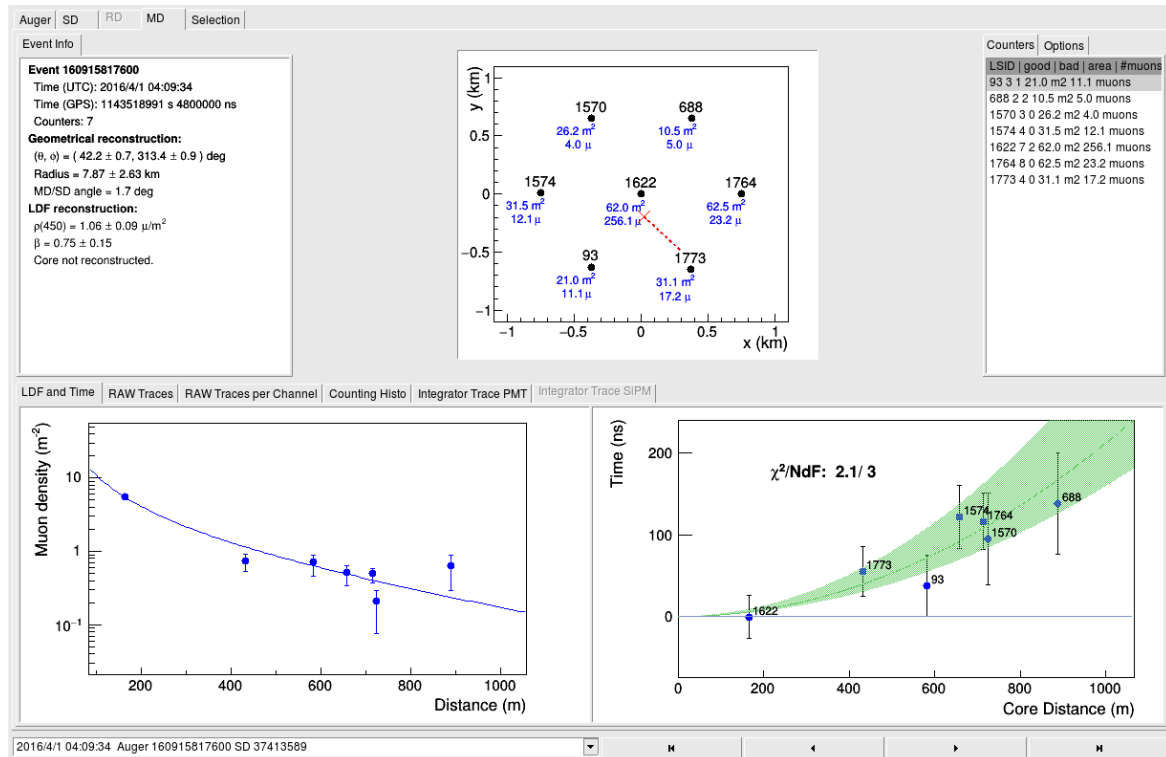 Auger SD RD MD Selection
Event Info
Event 160915817600
Time (UTC): 2016/4/1 04:09:34
Time (GPS): 1143518991 s 4800000 ns
Counters: 7
Geometrical reconstruction:
(θ, φ) = ( 42.2 ± 0.7, 313.4 ± 0.9 ) deg
Radius = 7.87 ± 2.63 km
MD/SD angle = 1.7 deg
LDF reconstruction:
ρ(450) = 1.06 ± 0.09 μ/m²
β = 0.75 ± 0.15
Core not reconstructed.
y (km)
1
0.5
0
−0.5
−1
1570
26.2 m²
4.0 μ
688
10.5 m²
5.0 μ
1574
31.5 m²
12.1 μ
1622
62.0 m²
256.1 μ
1764
62.5 m²
23.2 μ
93
21.0 m²
11.1 μ
1773
31.1 m²
17.2 μ
−1 −0.5 0 0.5 1
x (km)
Counters Options
LSID | good | bad | area | #muons
93 3 1 21.0 m2 11.1 muons
688 2 2 10.5 m2 5.0 muons
1570 3 0 26.2 m2 4.0 muons
1574 4 0 31.5 m2 12.1 muons
1622 7 2 62.0 m2 256.1 muons
1764 8 0 62.5 m2 23.2 muons
1773 4 0 31.1 m2 17.2 muons
LDF and Time RAW Traces RAW Traces per Channel Counting Histo Integrator Trace PMT Integrator Trace SiPM
Muon density (m⁻²)
10
1
10⁻¹
200 400 600 800 1000
Distance (m)
Time (ns)
200
100
0
χ²/NdF: 2.1/ 3
1622
1773
93
1574
1764
1570
688
0 200 400 600 800 1000
Core Distance (m)
2016/4/1 04:09:34 Auger 160915817600 SD 37413589